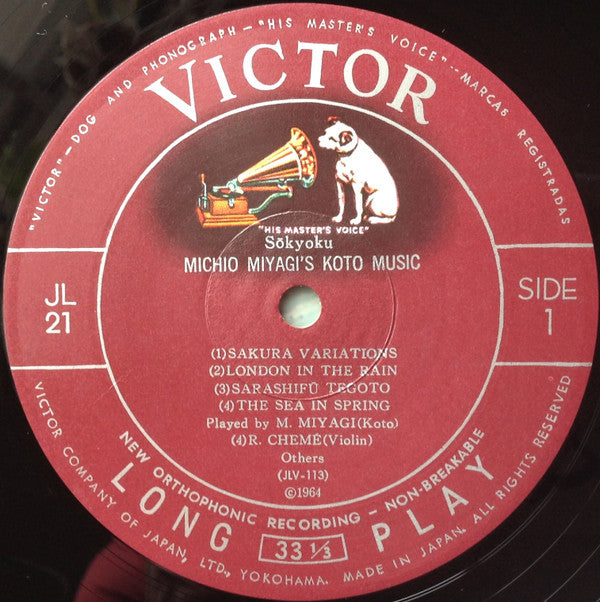 "VICTOR"-DOG AND PHONOGRAPH-"HIS MASTER'S VOICE"-MARCAS REGISTRADAS
VICTOR
"HIS MASTER'S VOICE"
Sōkyoku
MICHIO MIYAGI'S KOTO MUSIC
JL
21
SIDE
1
(1)SAKURA VARIATIONS
(2)LONDON IN THE RAIN
(3)SARASHIFŪ TEGOTO
(4)THE SEA IN SPRING
Played by M. MIYAGI(Koto)
(4)R. CHEMÉ(Violin)
Others
(JLV-113)
©1964
NEW ORTHOPHONIC RECORDING - NON-BREAKABLE
LONG PLAY
33 1/3
VICTOR COMPANY OF JAPAN, LTD., YOKOHAMA. MADE IN JAPAN. ALL RIGHTS RESERVED